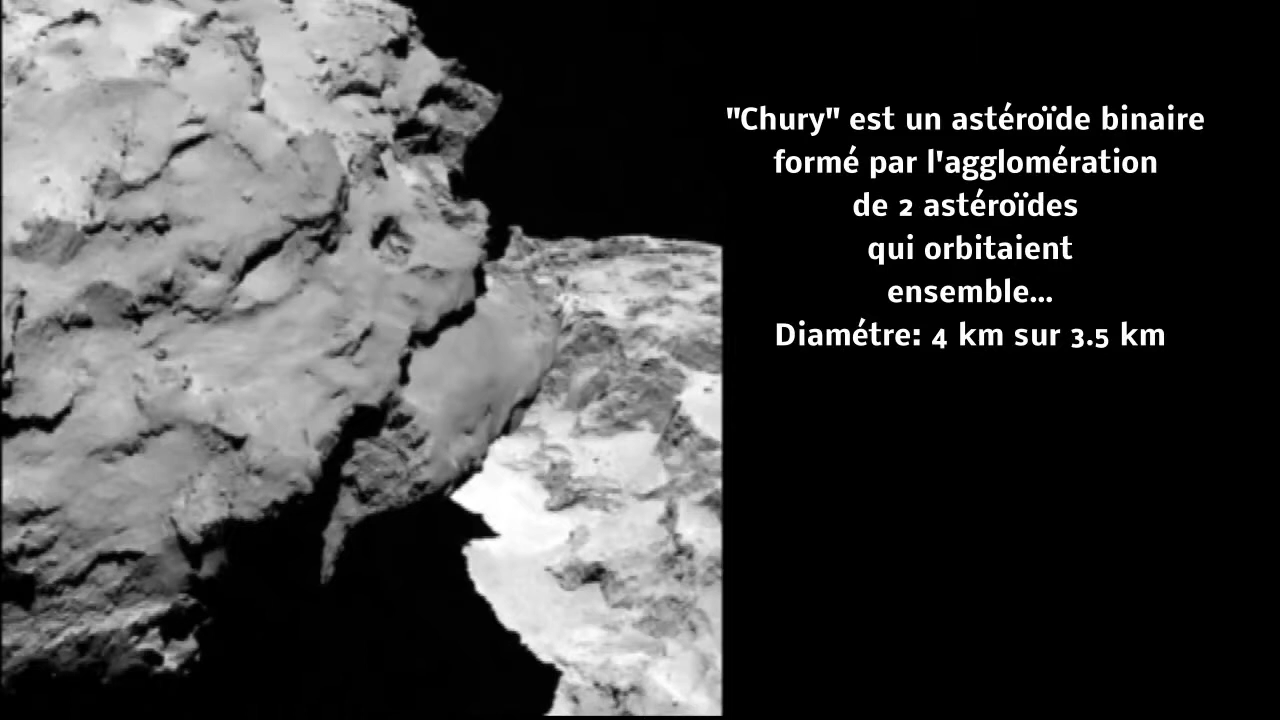 "Chury" est un astéroïde binaire
formé par l'agglomération
de 2 astéroïdes
qui orbitaient
ensemble...
Diamétre: 4 km sur 3.5 km